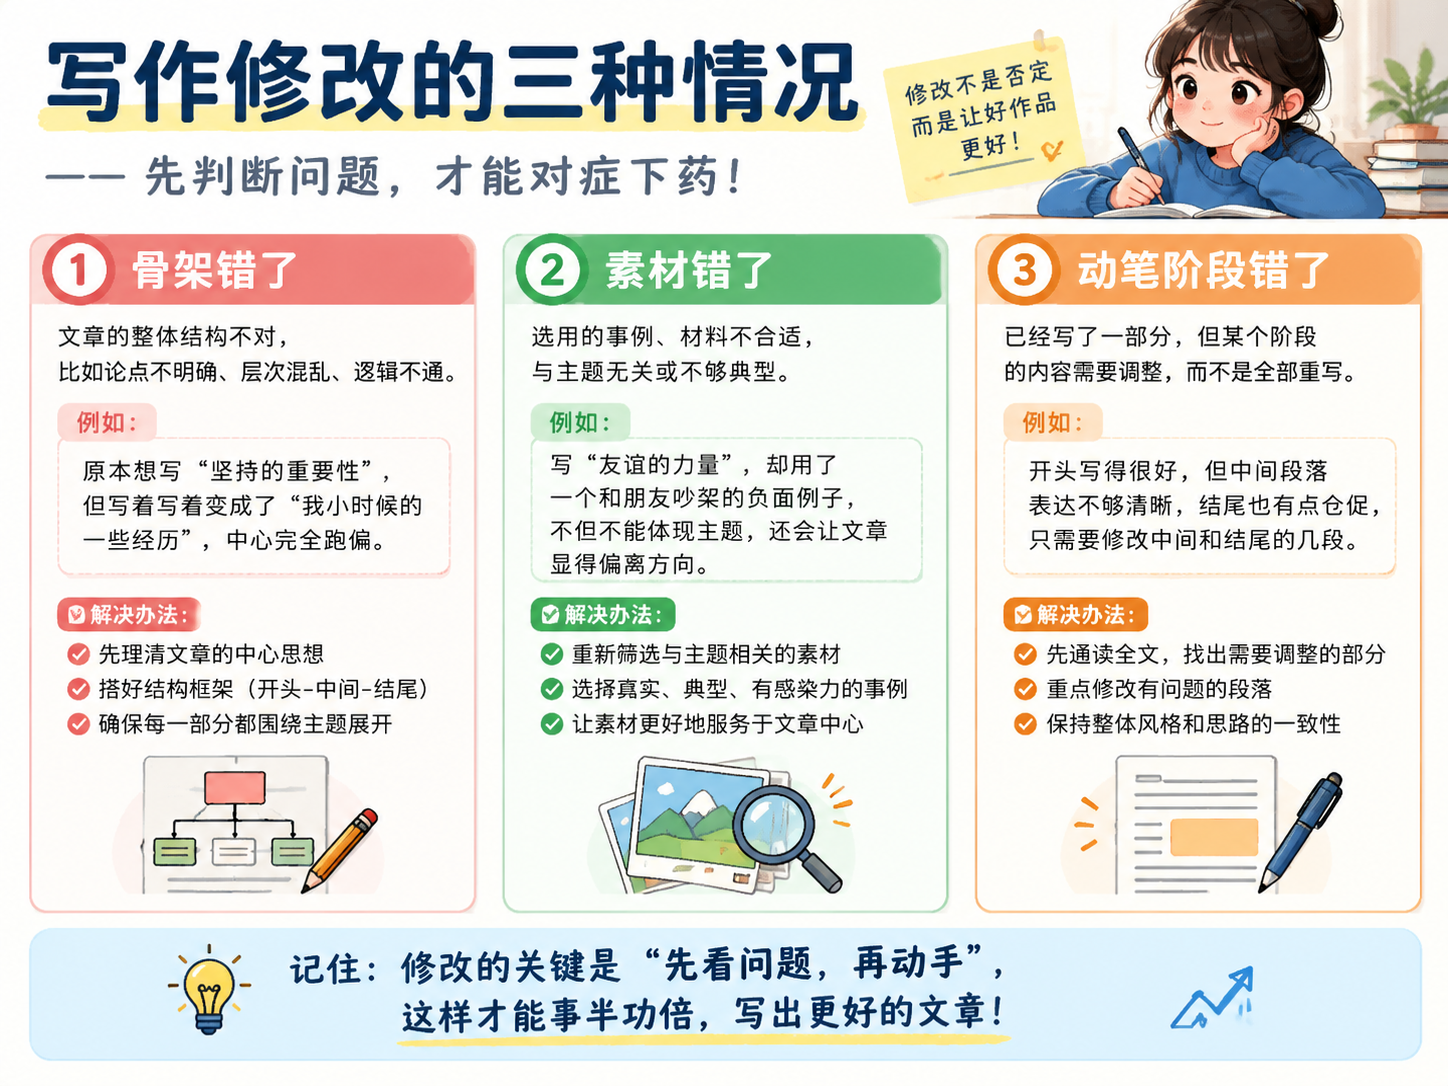 写作修改的三种情况
—— 先判断问题，才能对症下药！
修改不是否定
而是让好作品
更好！
1 骨架错了
文章的整体结构不对，
比如论点不明确、层次混乱、逻辑不通。
例如：
原本想写“坚持的重要性”，
但写着写着变成了“我小时候的
一些经历”，中心完全跑偏。
解决办法：
先理清文章的中心思想
搭好结构框架（开头-中间-结尾）
确保每一部分都围绕主题展开
2 素材错了
选用的事例、材料不合适，
与主题无关或不够典型。
例如：
写“友谊的力量”，却用了
一个和朋友吵架的负面例子，
不但不能体现主题，还会让文章
显得偏离方向。
解决办法：
重新筛选与主题相关的素材
选择真实、典型、有感染力的事例
让素材更好地服务于文章中心
3 动笔阶段错了
已经写了一部分，但某个阶段
的内容需要调整，而不是全部重写。
例如：
开头写得很好，但中间段落
表达不够清晰，结尾也有点仓促，
只需要修改中间和结尾的几段。
解决办法：
先通读全文，找出需要调整的部分
重点修改有问题的段落
保持整体风格和思路的一致性
记住：修改的关键是“先看问题，再动手”，
这样才能事半功倍，写出更好的文章！